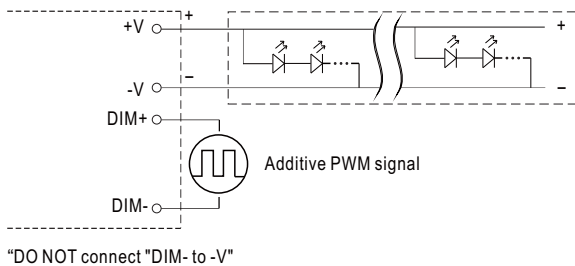 +V + +
-V – –
DIM+
Additive PWM signal
DIM-
“DO NOT connect "DIM- to -V"